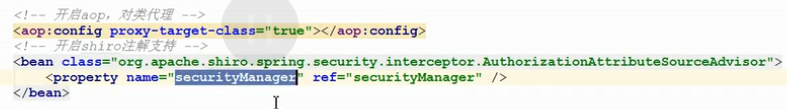 <!-- 开启aop，对类代理 -->
<aop:config proxy-target-class="true"></aop:config>
<!-- 开启shiro注解支持 -->
<bean class="org.apache.shiro.spring.security.interceptor.AuthorizationAttributeSourceAdvisor">
<property name="securityManager" ref="securityManager" />
</bean>